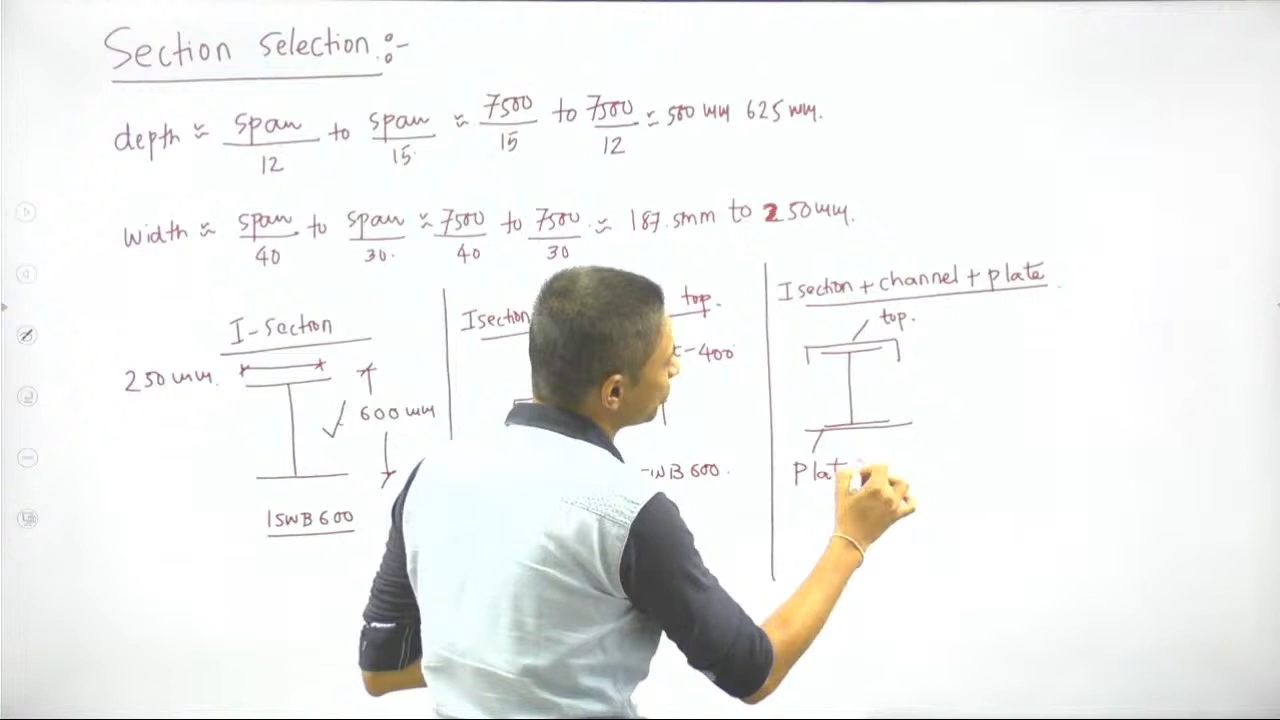 Section Selection :-
depth ≈ span/12 to span/15 ≈ 7500/15 to 7500/12 ≈ 500 mm 625 mm.
width ≈ span/40 to span/30. ≈ 7500/40 to 7500/30 ≈ 187.5mm to 250mm.
I-Section
250 mm.
600 mm
ISWB 600
I section
top.
-400
WB 600.
I section + channel + plate
top.
Plat